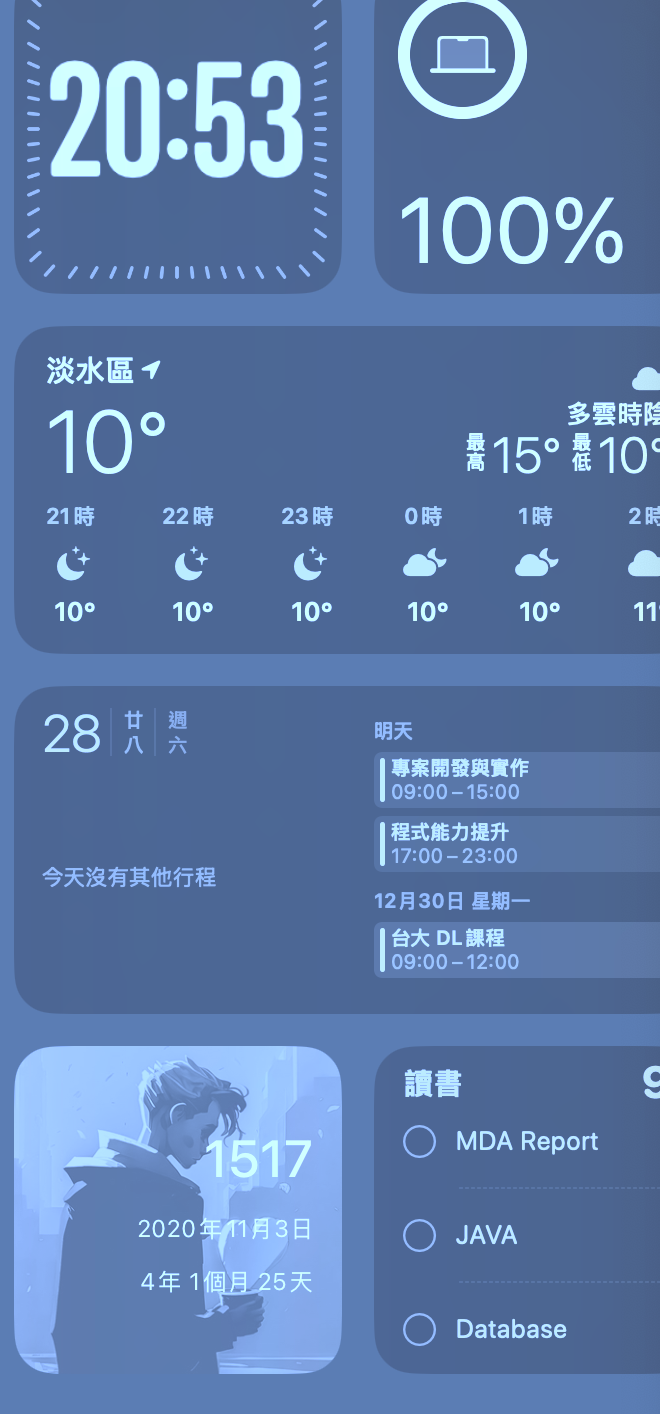 20:53
100%
淡水區
10°
多雲時陰
最高 15° 最低 10°
21時 22時 23時 0時 1時 2時
10° 10° 10° 10° 10° 11°
28 廿八 週六
今天沒有其他行程
明天
專案開發與實作
09:00 – 15:00
程式能力提升
17:00 – 23:00
12月30日 星期一
台大 DL 課程
09:00 – 12:00
1517
2020年11月3日
4年 1個月 25天
讀書 9
MDA Report
JAVA
Database